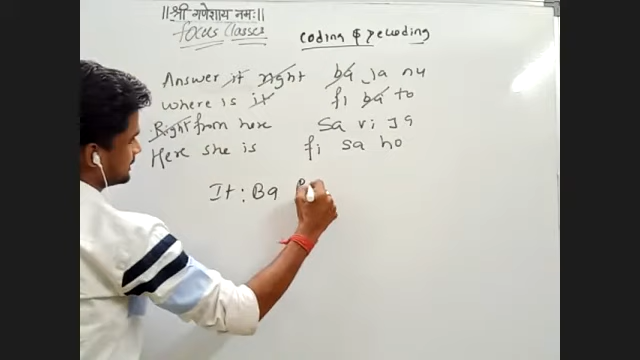 ||श्री गणेशाय नमः||
focus Classes
Coding & Decoding
Answer it right ba ja nu
Where is it fi ba to
Right from here Sa vi ja
Here she is fi sa ho
It : Ba